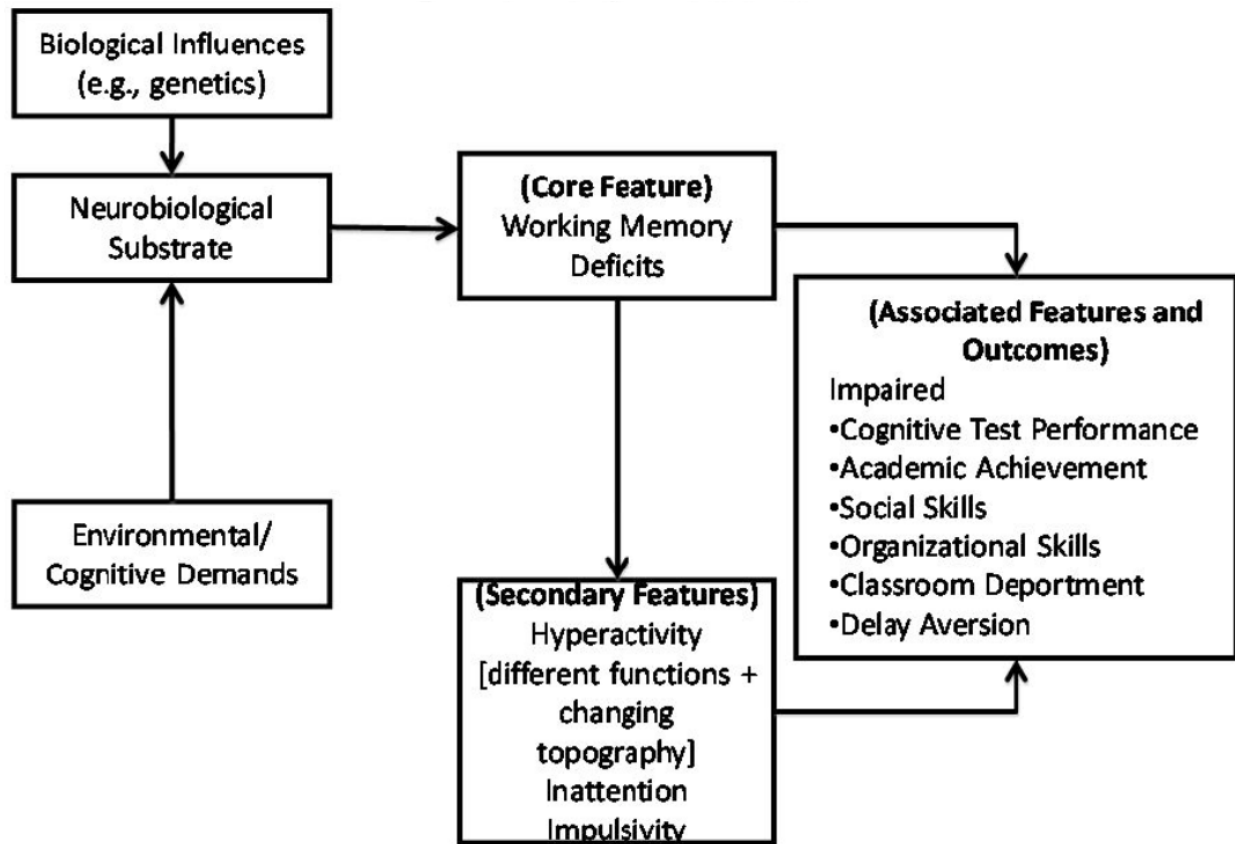 Biological Influences
(e.g., genetics)
Neurobiological
Substrate
Environmental/
Cognitive Demands
(Core Feature)
Working Memory
Deficits
(Secondary Features)
Hyperactivity
[different functions +
changing
topography]
Inattention
Impulsivity
(Associated Features and
Outcomes)
Impaired
•Cognitive Test Performance
•Academic Achievement
•Social Skills
•Organizational Skills
•Classroom Deportment
•Delay Aversion